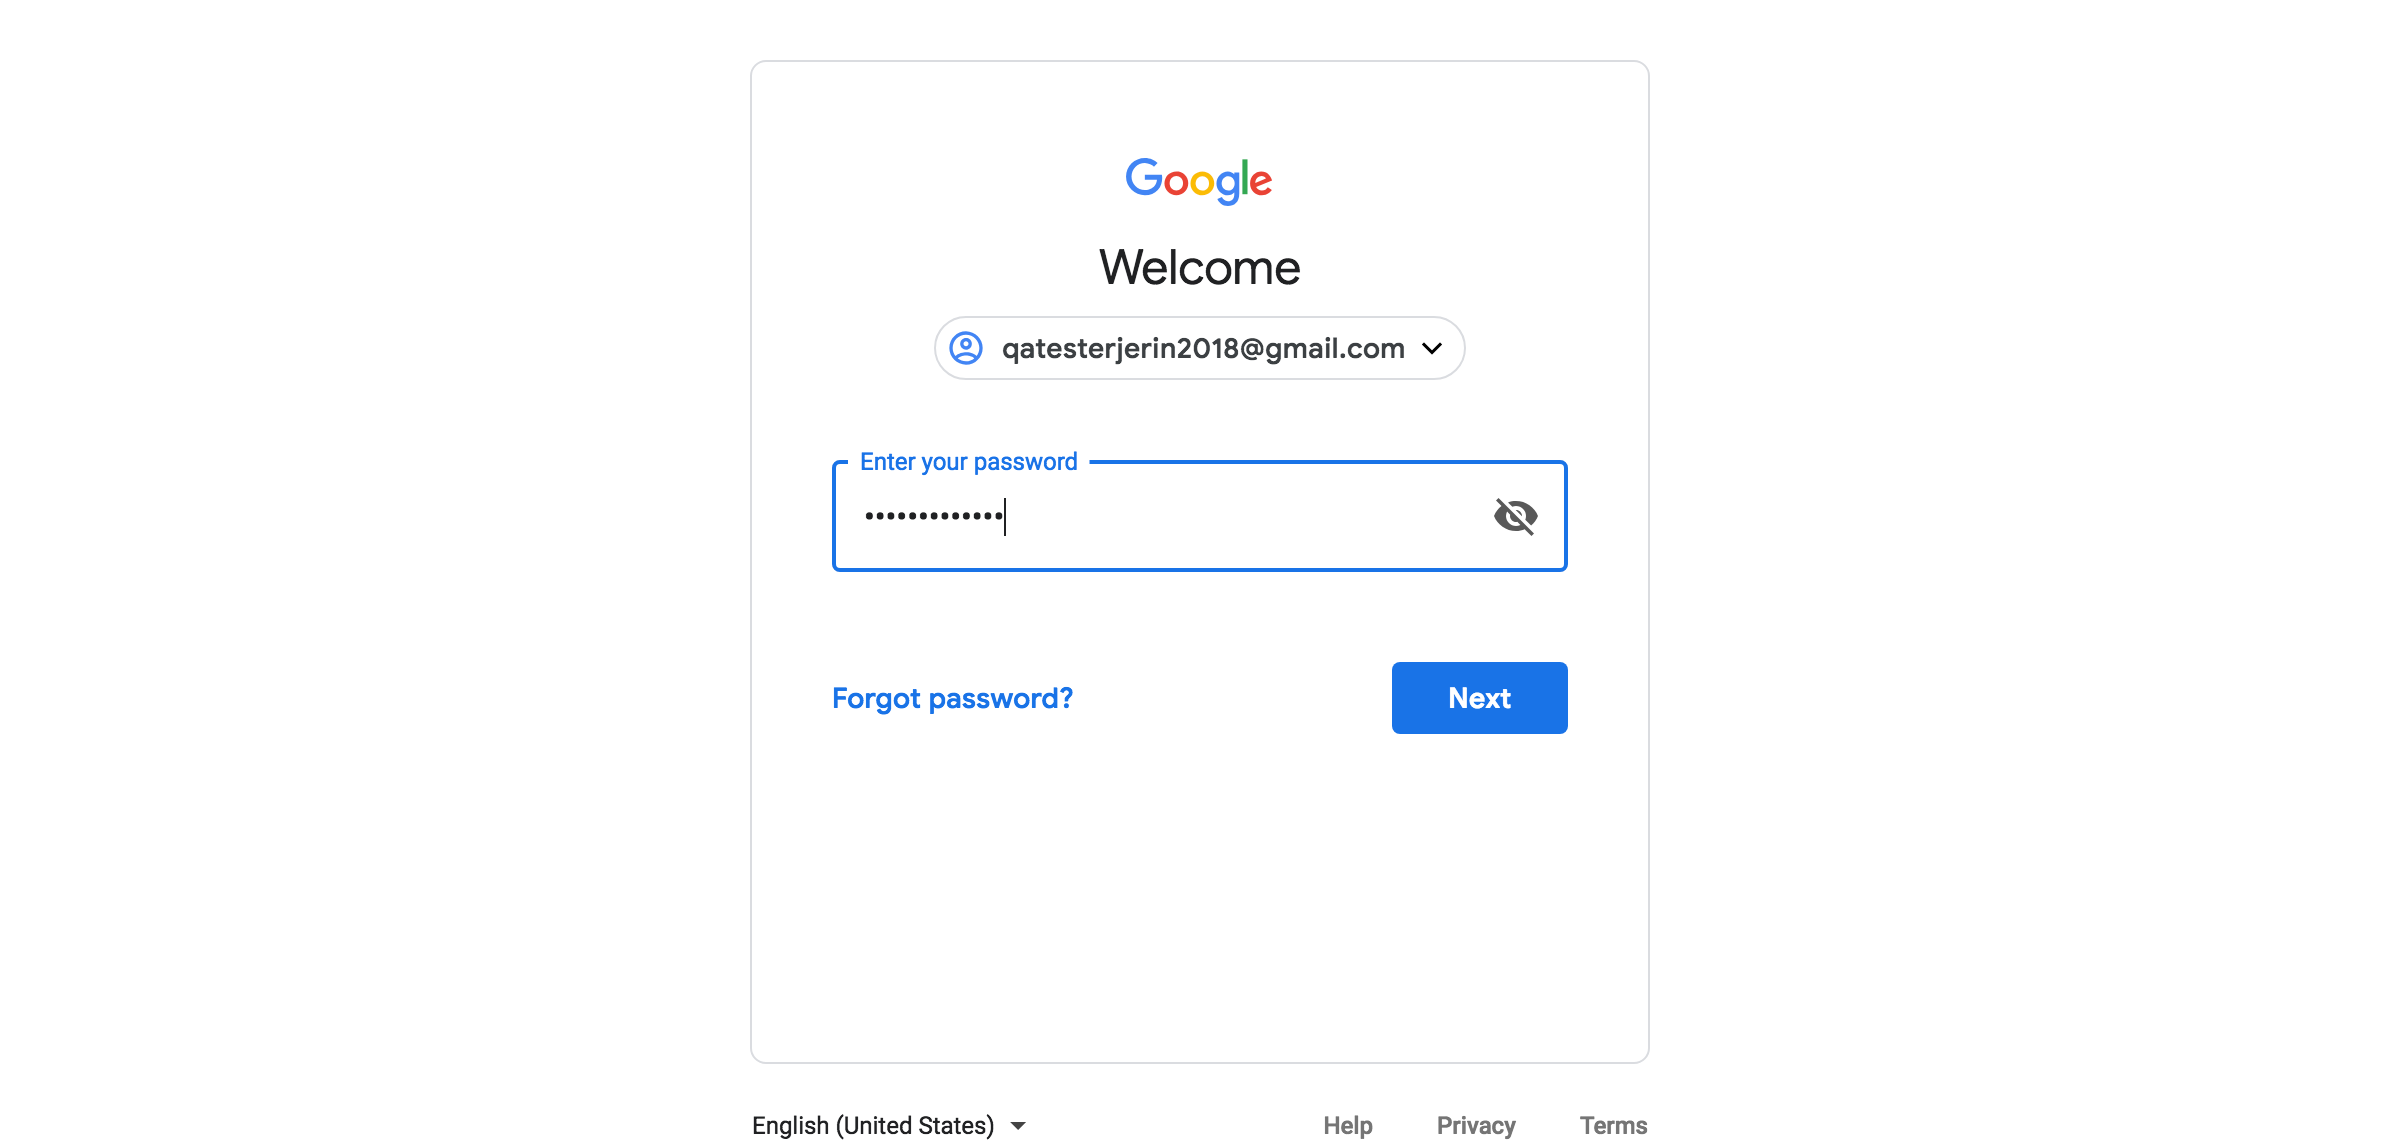 Google
Welcome
qatesterjerin2018@gmail.com
Enter your password
•••••••••••••
Forgot password?
Next
English (United States)
Help
Privacy
Terms